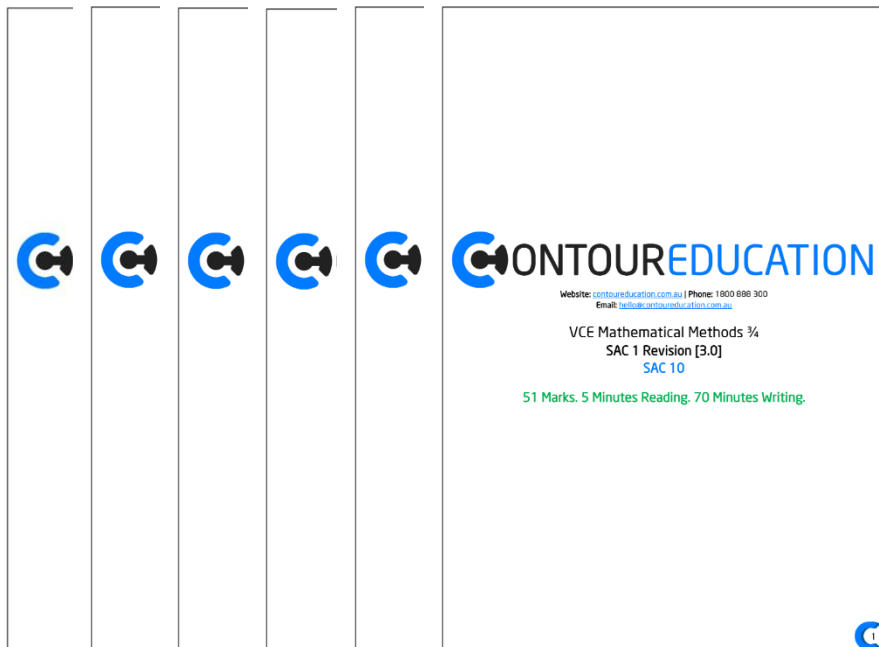 CONTOUREDUCATION
Website: contoureducation.com.au | Phone: 1800 888 300
Email: hello@contoureducation.com.au
VCE Mathematical Methods ¾
SAC 1 Revision [3.0]
SAC 10
51 Marks. 5 Minutes Reading. 70 Minutes Writing.
1